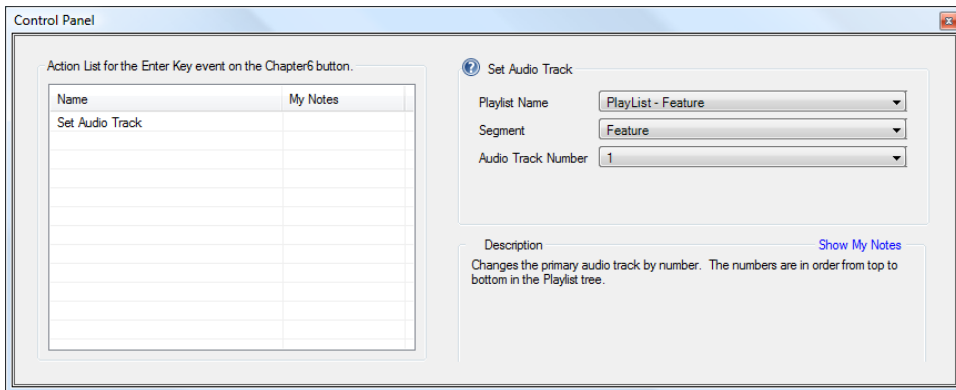 Control Panel
Action List for the Enter Key event on the Chapter6 button.
Name My Notes
Set Audio Track
Set Audio Track
Playlist Name PlayList - Feature
Segment Feature
Audio Track Number 1
Description Show My Notes
Changes the primary audio track by number. The numbers are in order from top to
bottom in the Playlist tree.